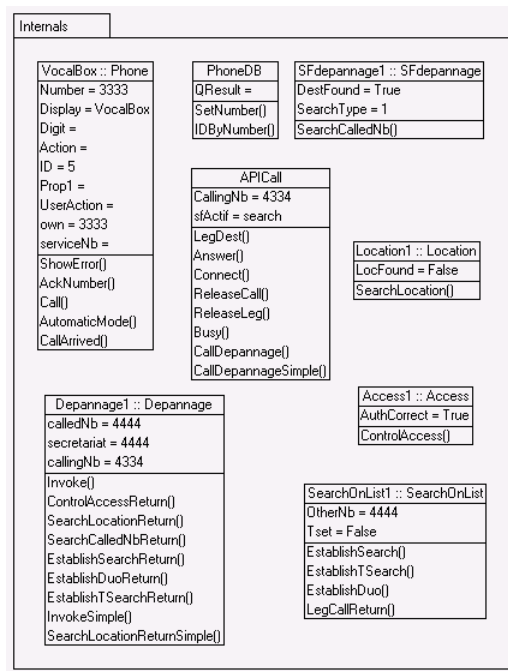 Internals
VocalBox :: Phone
Number = 3333
Display = VocalBox
Digit =
Action =
ID = 5
Prop1 =
UserAction =
own = 3333
serviceNb =
ShowError()
AckNumber()
Call()
AutomaticMode()
CallArrived()
PhoneDB
QResult =
SetNumber()
IDByNumber()
SFdepannage1 :: SFdepannage
DestFound = True
SearchType = 1
SearchCalledNb()
APICall
CallingNb = 4334
sfActif = search
LegDest()
Answer()
Connect()
ReleaseCall()
ReleaseLeg()
Busy()
CallDepannage()
CallDepannageSimple()
Location1 :: Location
LocFound = False
SearchLocation()
Access1 :: Access
AuthCorrect = True
ControlAccess()
Depannage1 :: Depannage
calledNb = 4444
secretariat = 4444
callingNb = 4334
Invoke()
ControlAccessReturn()
SearchLocationReturn()
SearchCalledNbReturn()
EstablishSearchReturn()
EstablishDuoReturn()
EstablishTSearchReturn()
InvokeSimple()
SearchLocationReturnSimple()
SearchOnList1 :: SearchOnList
OtherNb = 4444
Tset = False
EstablishSearch()
EstablishTSearch()
EstablishDuo()
LegCallReturn()